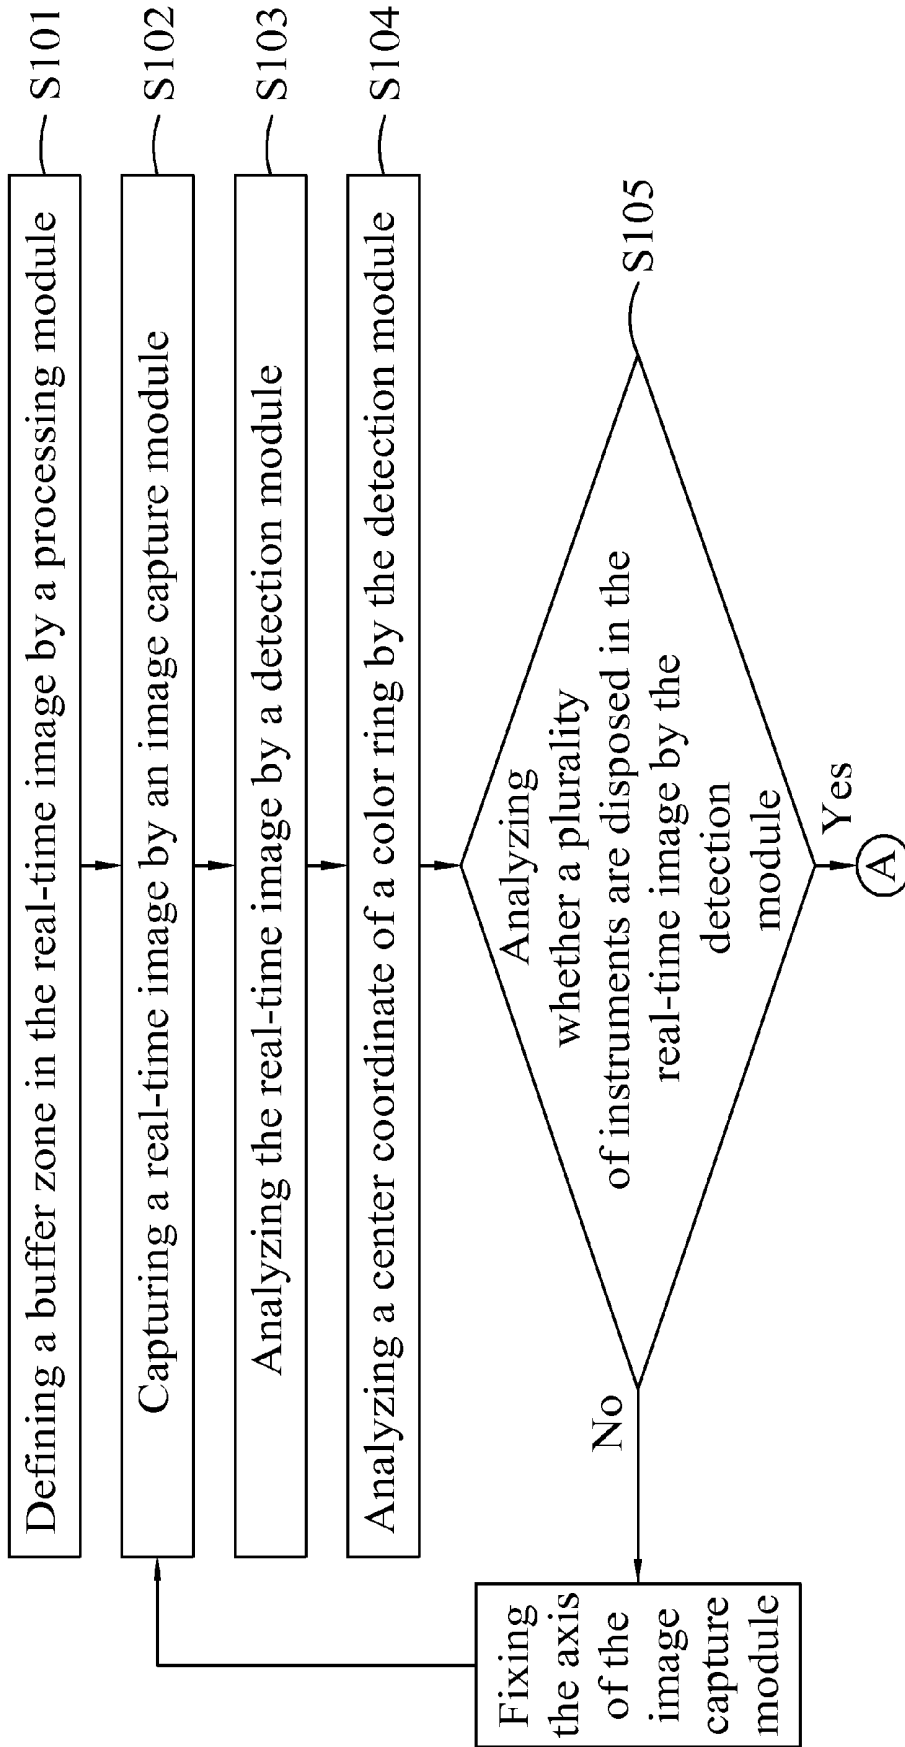 Defining a buffer zone in the real-time image by a processing module
S101
Capturing a real-time image by an image capture module
S102
Analyzing the real-time image by a detection module
S103
Analyzing a center coordinate of a color ring by the detection module
S104
Analyzing
whether a plurality
of instruments are disposed in the
real-time image by the
detection
module
S105
No
Fixing
the axis
of the
image
capture
module
Yes
A